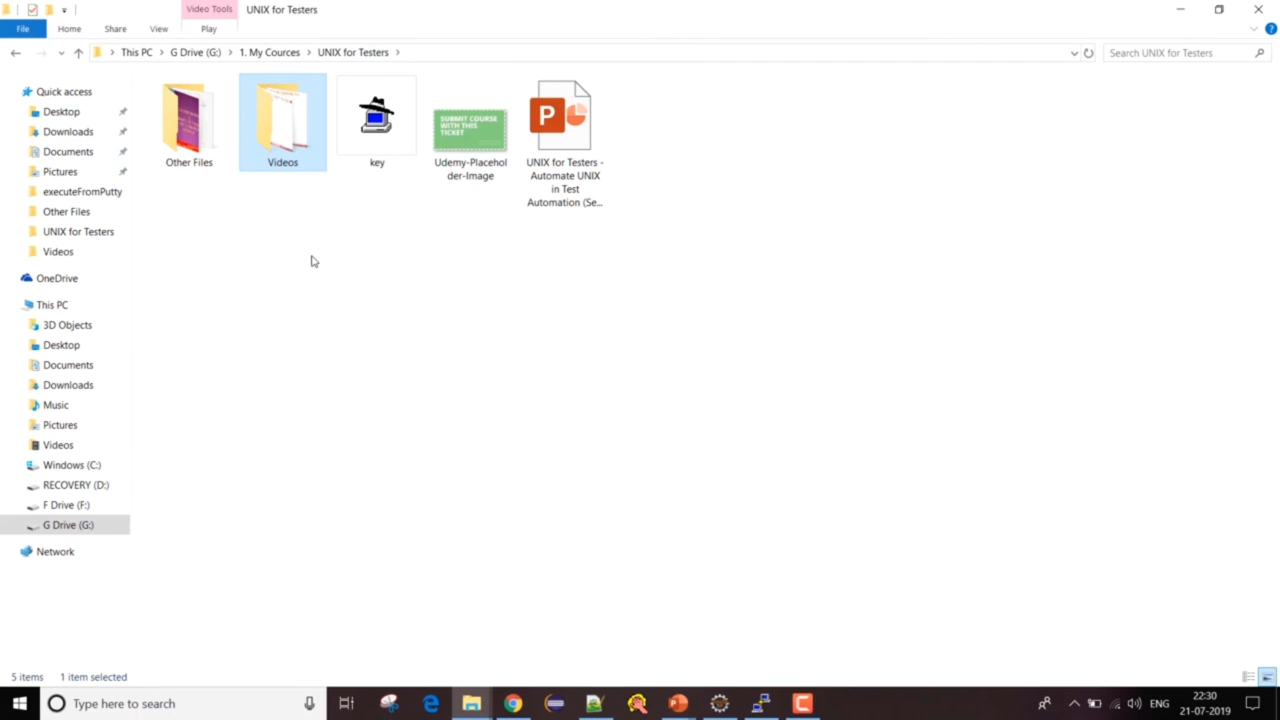 Video Tools
UNIX for Testers
File
Home
Share
View
Play
This PC
G Drive (G:)
1. My Cources
UNIX for Testers
Search UNIX for Testers
Quick access
Desktop
Downloads
Documents
Pictures
executeFromPutty
Other Files
UNIX for Testers
Videos
OneDrive
This PC
3D Objects
Desktop
Documents
Downloads
Music
Pictures
Videos
Windows (C:)
RECOVERY (D:)
F Drive (F:)
G Drive (G:)
Network
Other Files
Videos
key
SUBMIT COURSE
WITH THIS
TICKET
Udemy-Placehol
der-Image
P
UNIX for Testers -
Automate UNIX
in Test
Automation (Se...
5 items
1 item selected
Type here to search
ENG
22:30
21-07-2019